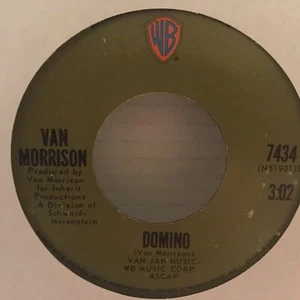 WB
VAN
MORRISON
Produced by
Van Morrison
for Inherit
Productions,
A Division of
Schwaid-
Merenstein
7434
3:02
DOMINO
(Van Morrison)
VAN-JAN MUSIC/
WB MUSIC CORP.
ASCAP